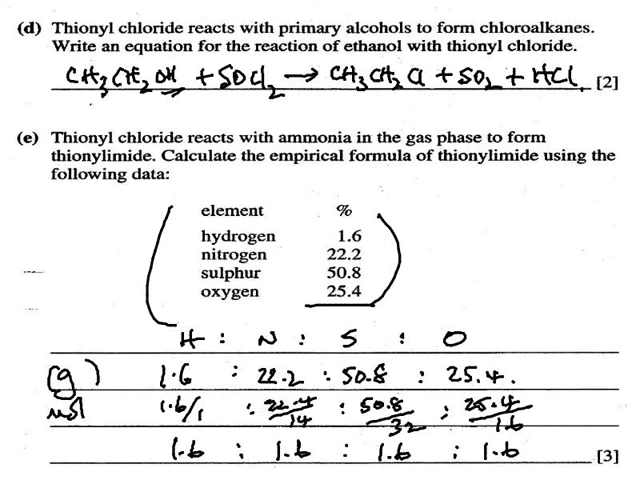 (d) Thionyl chloride reacts with primary alcohols to form chloroalkanes.
Write an equation for the reaction of ethanol with thionyl chloride.
CH3CH2OH + SOCl2 → CH3CH2Cl + SO2 + HCl. [2]
(e) Thionyl chloride reacts with ammonia in the gas phase to form
thionylimide. Calculate the empirical formula of thionylimide using the
following data:
element %
hydrogen 1.6
nitrogen 22.2
sulphur 50.8
oxygen 25.4
H : N : S : O
(g) 1.6 : 22.2 : 50.8 : 25.4.
mol 1.6/1 : 22.4/14 : 50.8/32 : 25.4/16
1.6 : 1.6 : 1.6 : 1.6 [3]